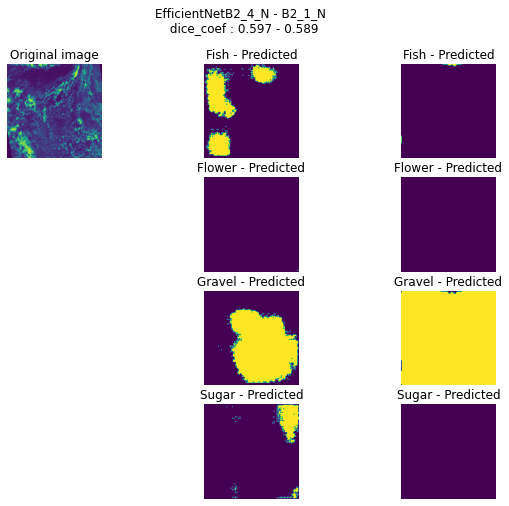 EfficientNetB2_4_N - B2_1_N
dice_coef : 0.597 - 0.589
Original image
Fish - Predicted
Fish - Predicted
Flower - Predicted
Flower - Predicted
Gravel - Predicted
Gravel - Predicted
Sugar - Predicted
Sugar - Predicted